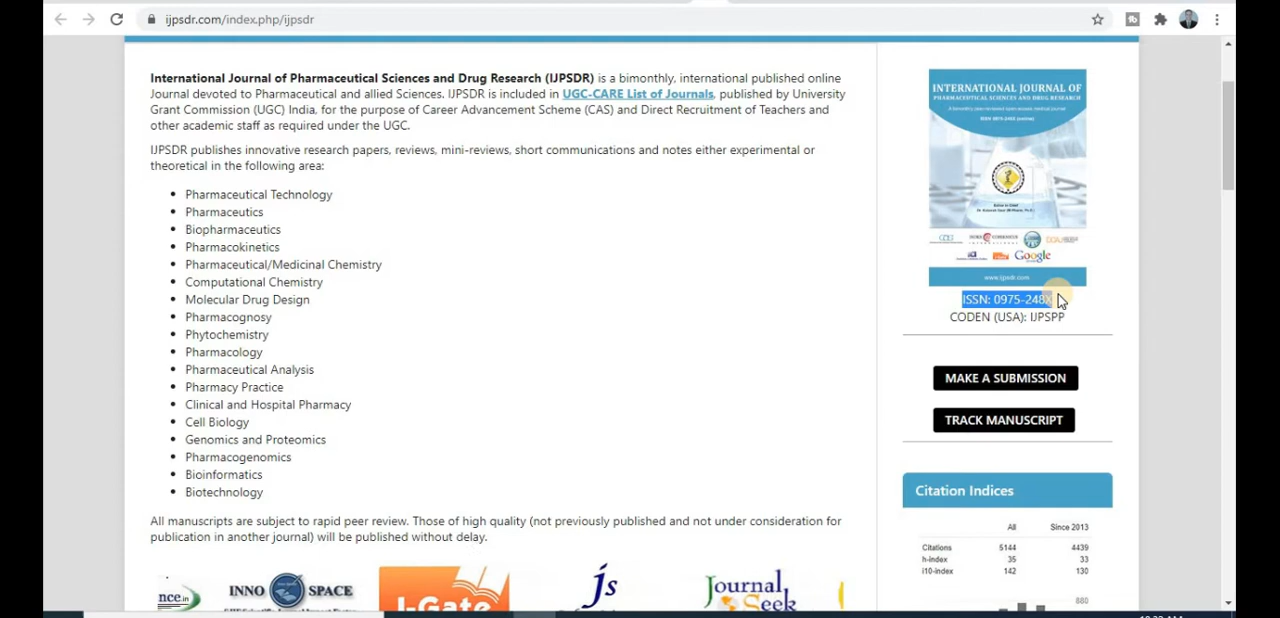 ijpsdr.com/index.php/ijpsdr
International Journal of Pharmaceutical Sciences and Drug Research (IJPSDR) is a bimonthly, international published online
Journal devoted to Pharmaceutical and allied Sciences. IJPSDR is included in UGC-CARE List of Journals, published by University
Grant Commission (UGC) India, for the purpose of Career Advancement Scheme (CAS) and Direct Recruitment of Teachers and
other academic staff as required under the UGC.
IJPSDR publishes innovative research papers, reviews, mini-reviews, short communications and notes either experimental or
theoretical in the following area:
Pharmaceutical Technology
Pharmaceutics
Biopharmaceutics
Pharmacokinetics
Pharmaceutical/Medicinal Chemistry
Computational Chemistry
Molecular Drug Design
Pharmacognosy
Phytochemistry
Pharmacology
Pharmaceutical Analysis
Pharmacy Practice
Clinical and Hospital Pharmacy
Cell Biology
Genomics and Proteomics
Pharmacogenomics
Bioinformatics
Biotechnology
All manuscripts are subject to rapid peer review. Those of high quality (not previously published and not under consideration for
publication in another journal) will be published without delay.
nce.in
INNO SPACE
J-Gate
js
Journal
Seek
INTERNATIONAL JOURNAL OF
PHARMACEUTICAL SCIENCES AND DRUG RESEARCH
Google
www.ijpsdr.com
ISSN: 0975-248X
CODEN (USA): IJPSPP
MAKE A SUBMISSION
TRACK MANUSCRIPT
Citation Indices
All Since 2013
Citations 5144 4439
h-index 35 33
i10-index 142 130
880